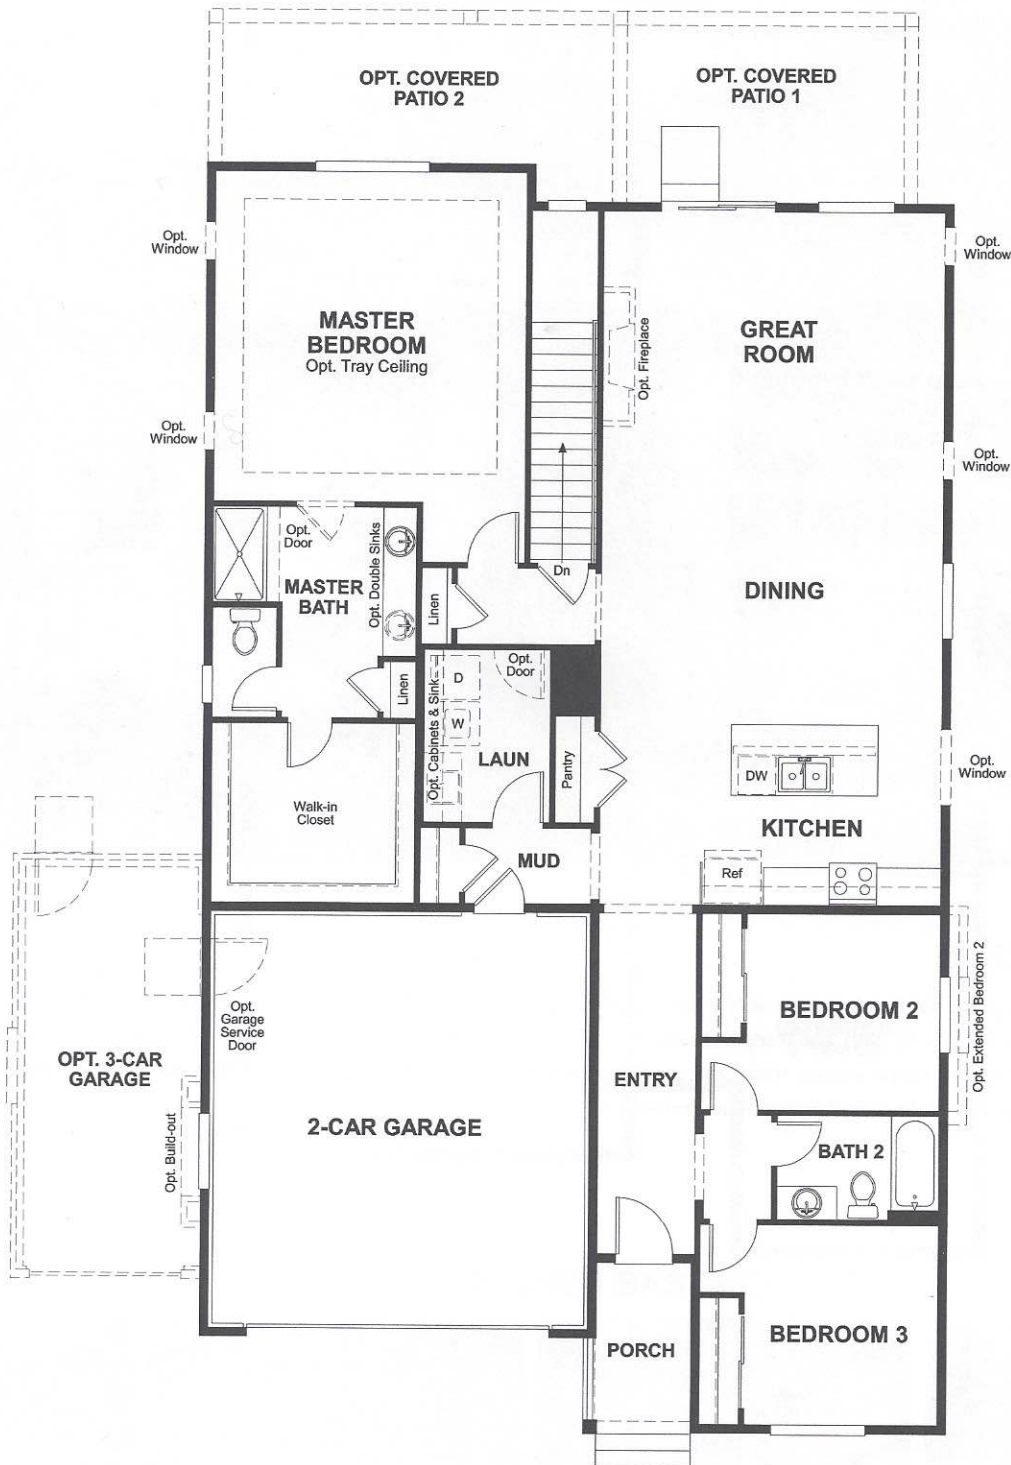 OPT. COVERED
PATIO 2
OPT. COVERED
PATIO 1
Opt.
Window
Opt.
Window
MASTER
BEDROOM
Opt. Tray Ceiling
Opt. Fireplace
GREAT
ROOM
Opt.
Window
Opt.
Window
Opt.
Door
Opt. Double Sinks
MASTER
BATH
Dn
Linen
DINING
Linen
Opt. Cabinets & Sink
D
W
Opt.
Door
LAUN
Pantry
DW
Opt.
Window
Walk-in
Closet
MUD
KITCHEN
Ref
Opt.
Garage
Service
Door
OPT. 3-CAR
GARAGE
Opt. Build-out
2-CAR GARAGE
ENTRY
BEDROOM 2
Opt. Extended Bedroom 2
BATH 2
PORCH
BEDROOM 3